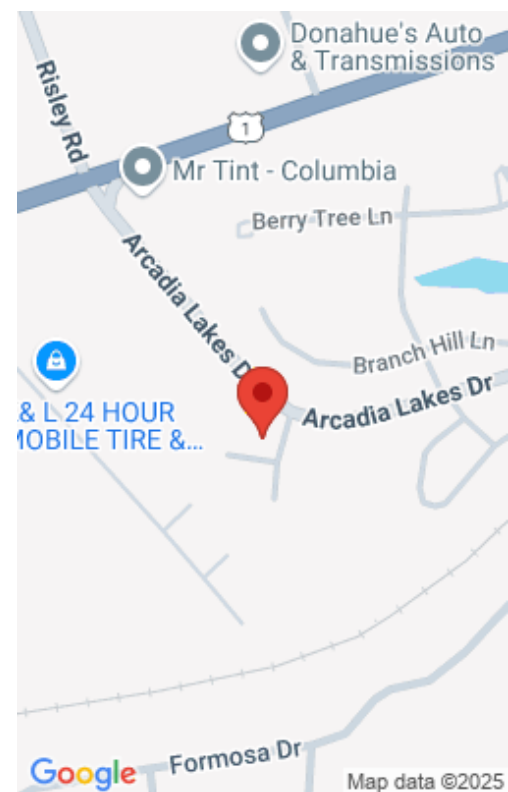 Donahue's Auto
& Transmissions
Risley Rd
1
Mr Tint - Columbia
Berry Tree Ln
Arcadia Lakes D
Branch Hill Ln
Arcadia Lakes Dr
& L 24 HOUR
MOBILE TIRE &...
Formosa Dr
Google
Map data ©2025